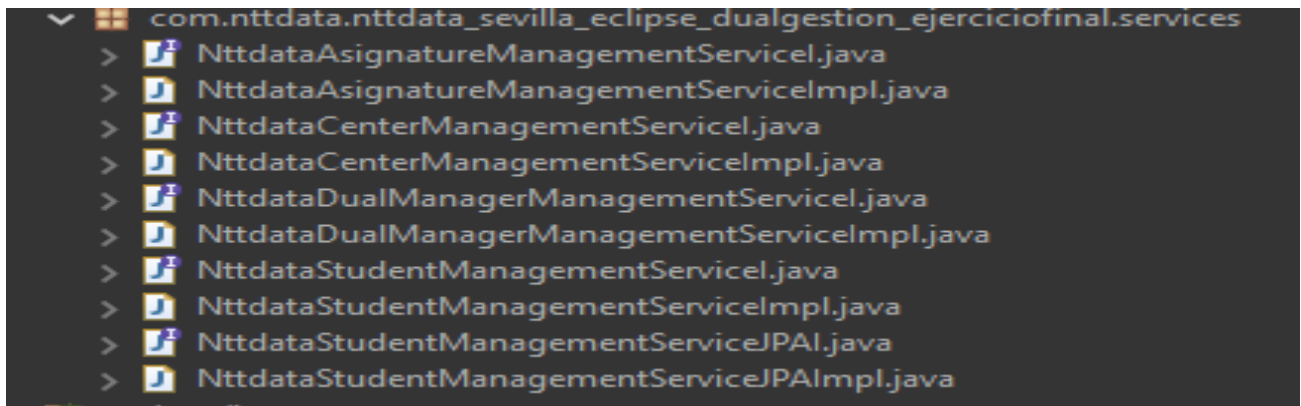 com.nttdata.nttdata_sevilla_eclipse_dualgestion_ejerciciofinal.services
NttdataAsignatureManagementServiceI.java
NttdataAsignatureManagementServiceImpl.java
NttdataCenterManagementServiceI.java
NttdataCenterManagementServiceImpl.java
NttdataDualManagerManagementServiceI.java
NttdataDualManagerManagementServiceImpl.java
NttdataStudentManagementServiceI.java
NttdataStudentManagementServiceImpl.java
NttdataStudentManagementServiceJPAI.java
NttdataStudentManagementServiceJPAImpl.java